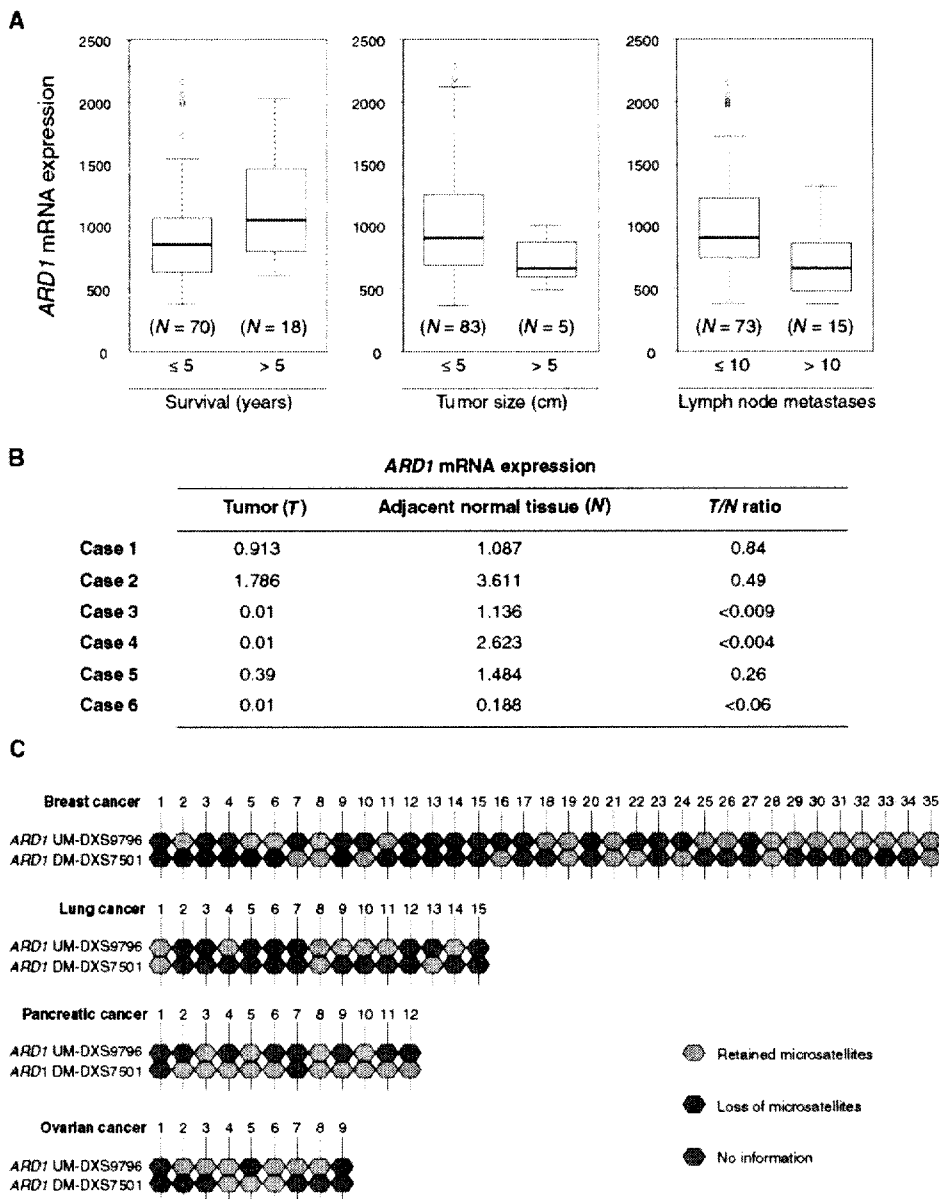 A
ARD1 mRNA expression
2500
2000
1500
1000
500
0
(N = 70) (N = 18)
≤ 5 > 5
Survival (years)
2500
2000
1500
1000
500
0
(N = 83) (N = 5)
≤ 5 > 5
Tumor size (cm)
2500
2000
1500
1000
500
0
(N = 73) (N = 15)
≤ 10 > 10
Lymph node metastases
B
ARD1 mRNA expression
Tumor (T) Adjacent normal tissue (N) T/N ratio
Case 1 0.913 1.087 0.84
Case 2 1.786 3.611 0.49
Case 3 0.01 1.136 <0.009
Case 4 0.01 2.623 <0.004
Case 5 0.39 1.484 0.26
Case 6 0.01 0.188 <0.06
C
Breast cancer 1 2 3 4 5 6 7 8 9 10 11 12 13 14 15 16 17 18 19 20 21 22 23 24 25 26 27 28 29 30 31 32 33 34 35
ARD1 UM-DXS9796
ARD1 DM-DXS7501
Lung cancer 1 2 3 4 5 6 7 8 9 10 11 12 13 14 15
ARD1 UM-DXS9796
ARD1 DM-DXS7501
Pancreatic cancer 1 2 3 4 5 6 7 8 9 10 11 12
ARD1 UM-DXS9796
ARD1 DM-DXS7501
Ovarian cancer 1 2 3 4 5 6 7 8 9
ARD1 UM-DXS9796
ARD1 DM-DXS7501
Retained microsatellites
Loss of microsatellites
No information